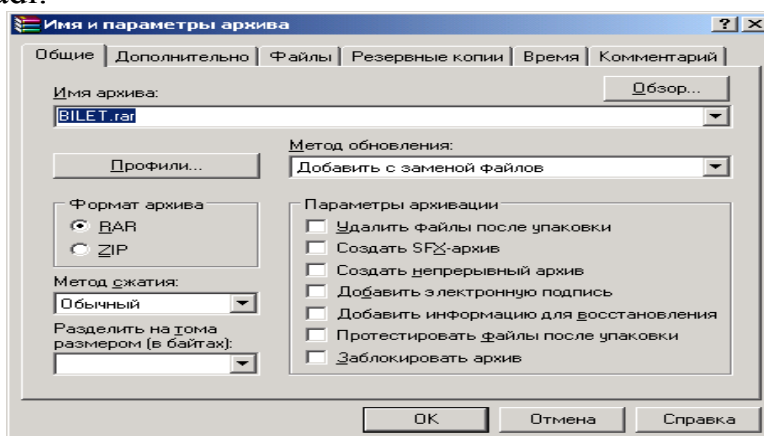 Имя и параметры архива
Общие Дополнительно Файлы Резервные копии Время Комментарий
Имя архива:
Обзор...
BILET.rar
Метод обновления:
Профили...
Добавить с заменой файлов
Формат архива
Параметры архивации
RAR
Удалить файлы после упаковки
ZIP
Создать SFX-архив
Создать непрерывный архив
Метод сжатия:
Добавить электронную подпись
Обычный
Добавить информацию для восстановления
Разделить на тома
размером (в байтах):
Протестировать файлы после упаковки
Заблокировать архив
OK Отмена Справка